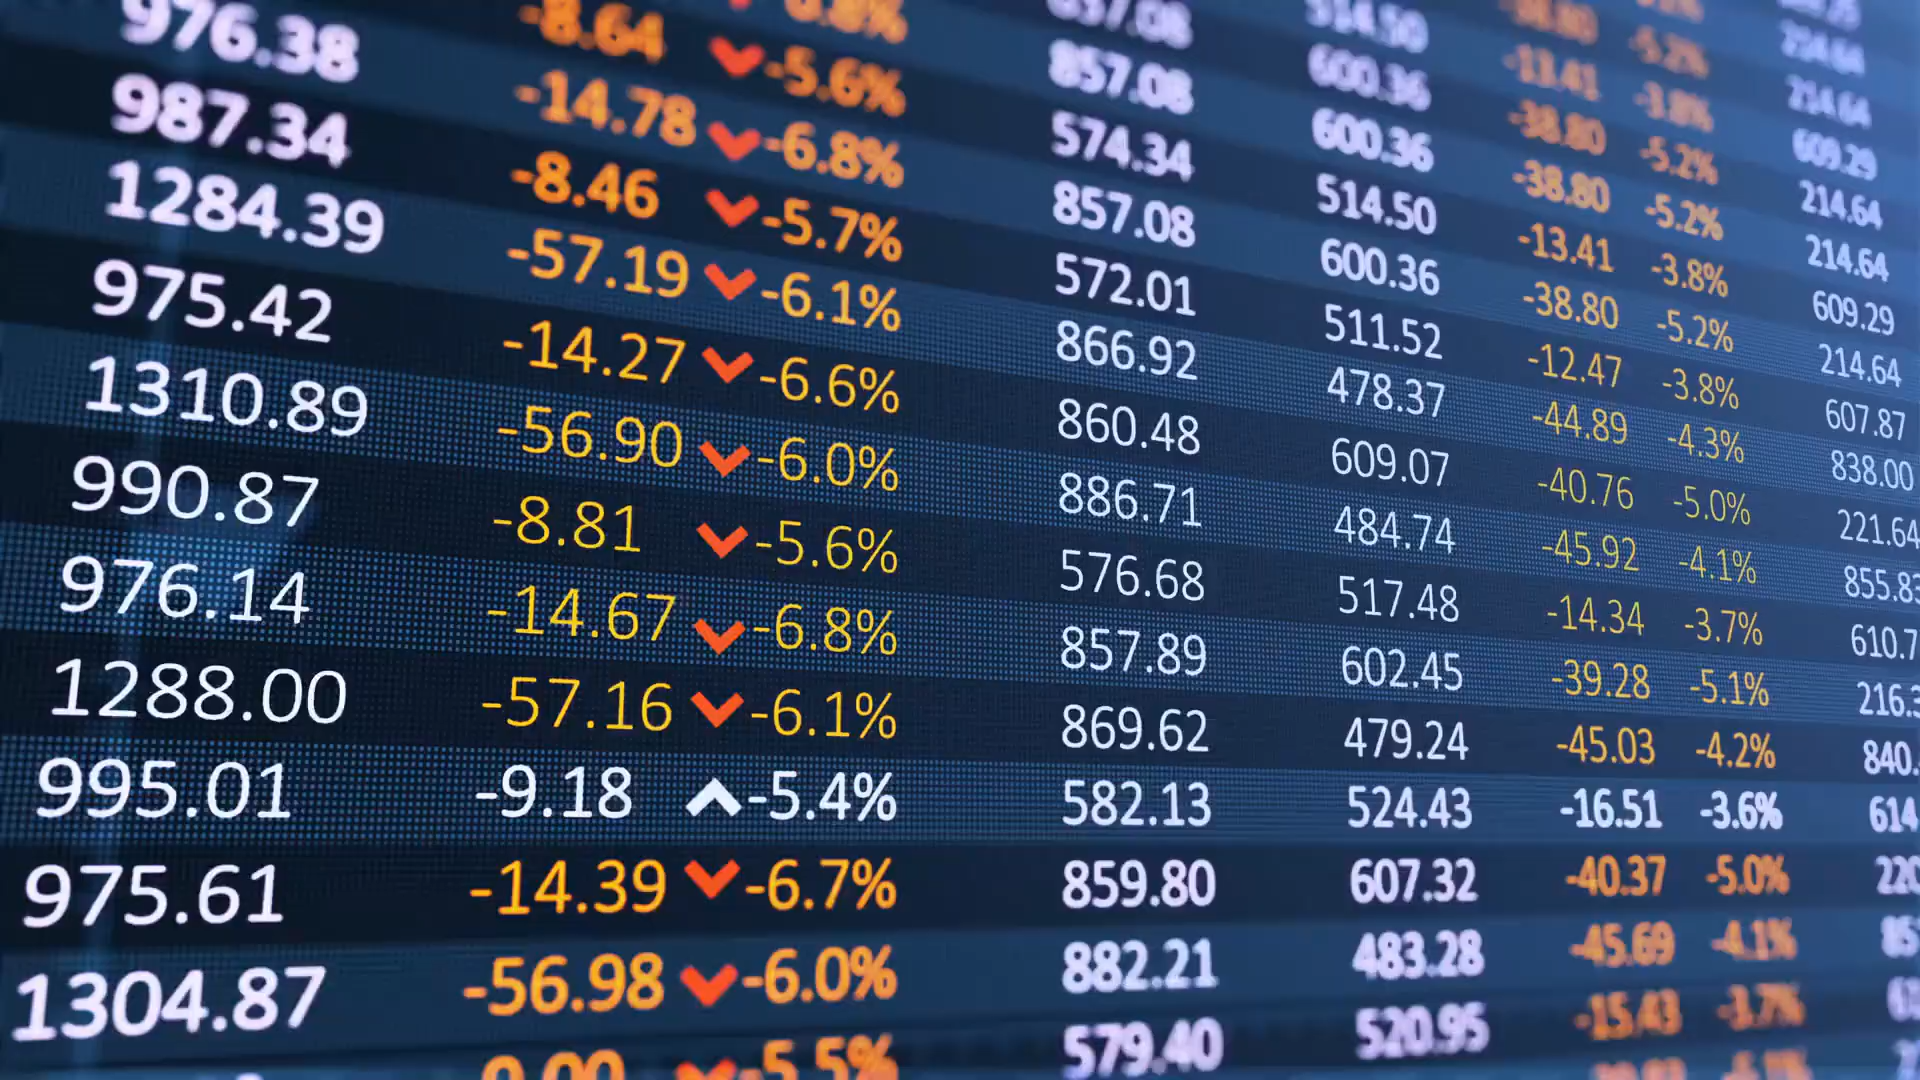 514.50 -13.41 -3.8% 609.29
857.08 600.36 -38.80 -5.2% 214.64
857.08 600.36 -38.80 -5.2% 214.64
-8.64 -5.6% 574.34 514.50 -13.41 -3.8% 609.29
976.38 -14.78 -6.8% 857.08 600.36 -38.80 -5.2% 214.64
987.34 -8.46 -5.7% 572.01 511.52 -12.47 -3.8% 607.87
1284.39 -57.19 -6.1% 866.92 478.37 -44.89 -4.3% 838.00
975.42 -14.27 -6.6% 860.48 609.07 -40.76 -5.0% 221.64
1310.89 -56.90 -6.0% 886.71 484.74 -45.92 -4.1% 855.83
990.87 -8.81 -5.6% 576.68 517.48 -14.34 -3.7% 610.7
976.14 -14.67 -6.8% 857.89 602.45 -39.28 -5.1% 216.3
1288.00 -57.16 -6.1% 869.62 479.24 -45.03 -4.2% 840.
995.01 -9.18 -5.4% 582.13 524.43 -16.51 -3.6% 614
975.61 -14.39 -6.7% 859.80 607.32 -40.37 -5.0% 220
1304.87 -56.98 -6.0% 882.21 483.28 -45.69 -4.1% 85
-5.5% 579.40 520.95 -15.43 -3.7%